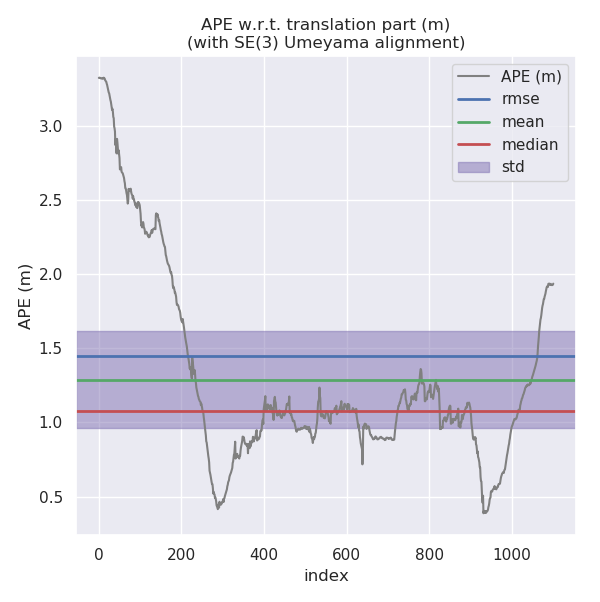 APE w.r.t. translation part (m)
(with SE(3) Umeyama alignment)
APE (m)
rmse
mean
median
std
3.0
2.5
2.0
1.5
1.0
0.5
APE (m)
0 200 400 600 800 1000
index